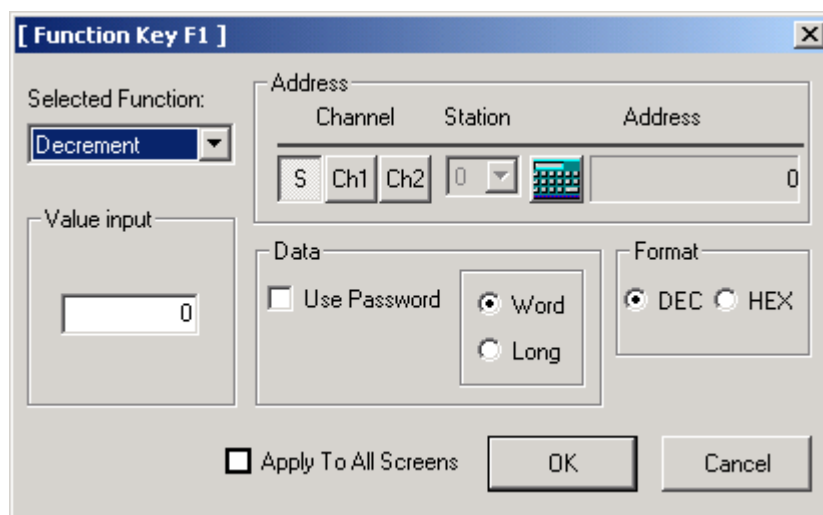 [ Function Key F1 ]
Selected Function:
Decrement
Address
Channel Station Address
S Ch1 Ch2 0 0
Value input
0
Data
Use Password
Word
Long
Format
DEC HEX
Apply To All Screens OK Cancel